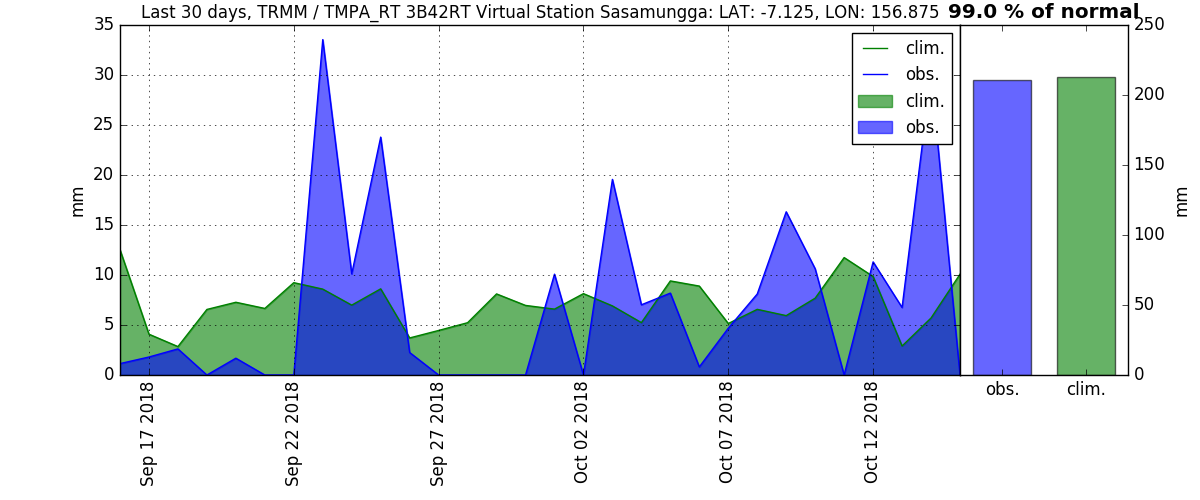 Last 30 days, TRMM / TMPA_RT 3B42RT Virtual Station Sasamungga: LAT: -7.125, LON: 156.875
99.0 % of normal
35
30
25
20
15
10
5
0
mm
clim.
obs.
clim.
obs.
250
200
150
100
50
0
mm
Sep 17 2018
Sep 22 2018
Sep 27 2018
Oct 02 2018
Oct 07 2018
Oct 12 2018
obs.
clim.